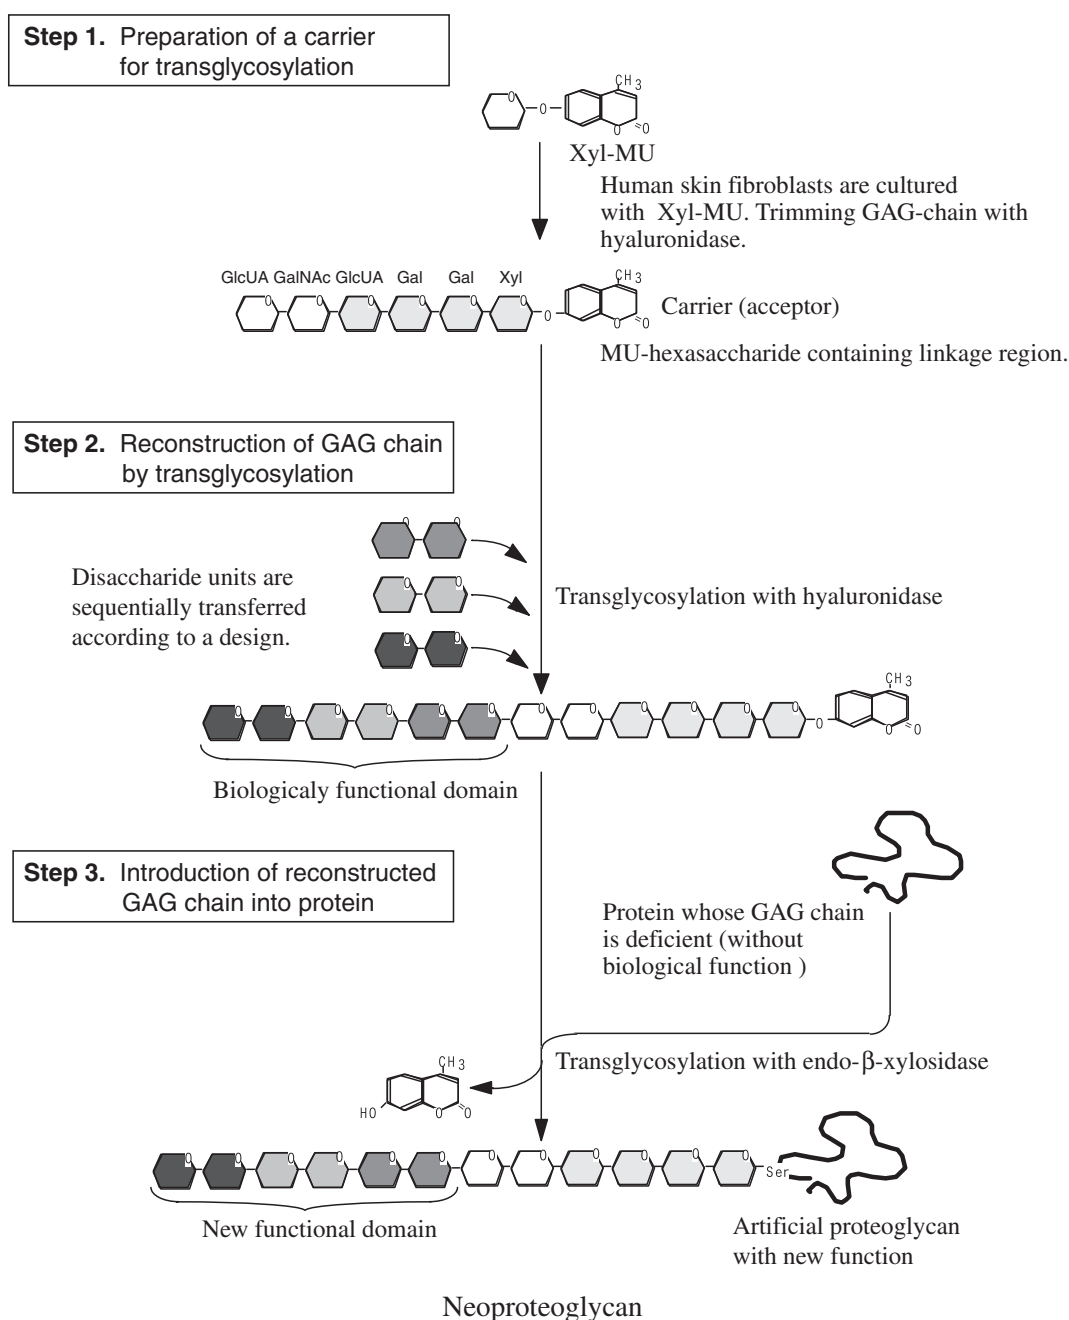 Step 1. Preparation of a carrier
for transglycosylation
CH3
O
O
O
O
Xyl-MU
Human skin fibroblasts are cultured
with Xyl-MU. Trimming GAG-chain with
hyaluronidase.
GlcUA GalNAc GlcUA Gal Gal Xyl
CH3
O O O O O O
O
O O
Carrier (acceptor)
MU-hexasaccharide containing linkage region.
Step 2. Reconstruction of GAG chain
by transglycosylation
O O
O O
O O
Disaccharide units are
sequentially transferred
according to a design.
Transglycosylation with hyaluronidase
CH3
O O O O O O O O O O O O
O
O O
Biologicaly functional domain
Step 3. Introduction of reconstructed
GAG chain into protein
Protein whose GAG chain
is deficient (without
biological function )
Transglycosylation with endo-β-xylosidase
CH3
HO
O O
O O O O O O O O O O O O
Ser
New functional domain
Artificial proteoglycan
with new function
Neoproteoglycan